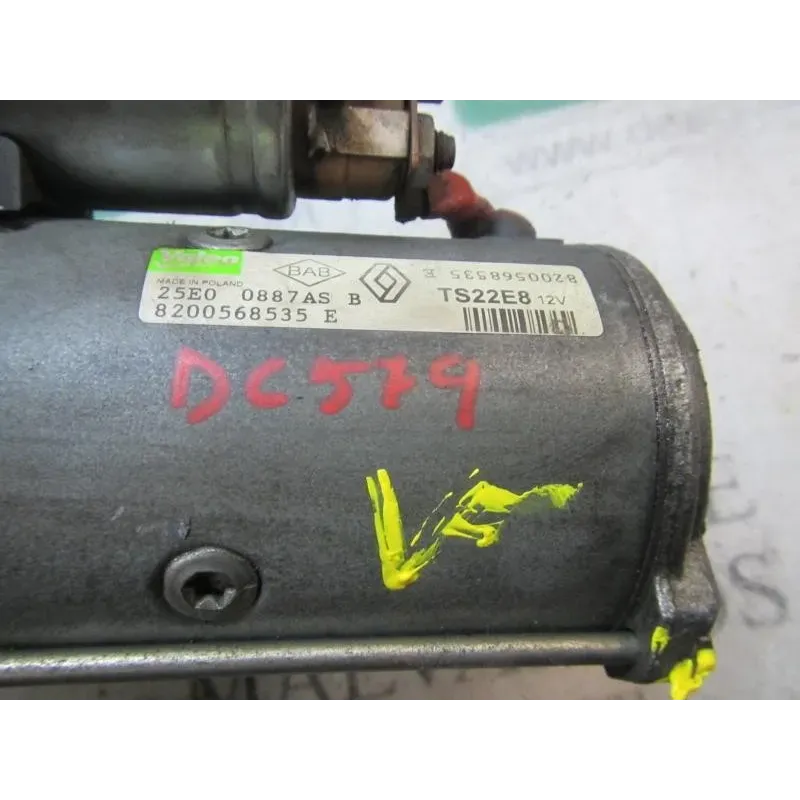 Valeo
MADE IN POLAND
BAB
25E0 0887AS B
8200568535 E
8200568535 E
TS22E8 12V
DC579